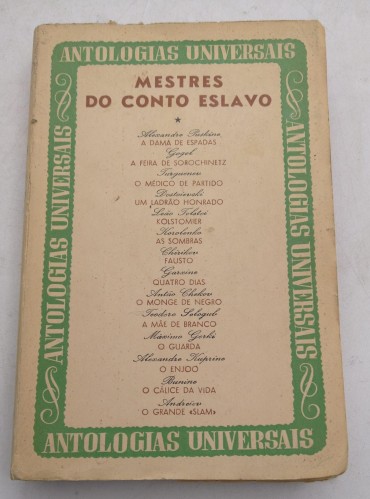 ANTOLOGIAS UNIVERSAIS
MESTRES
DO CONTO ESLAVO
Alexandre Puskine
A DAMA DE ESPADAS
Gogol
A FEIRA DE SOROCHINETZ
Turguenev
O MÉDICO DE PARTIDO
Dostoievski
UM LADRÃO HONRADO
Leão Tolstoi
KOLSTOMIER
Korolenko
AS SOMBRAS
Chirikov
FAUSTO
Garxine
QUATRO DIAS
Antão Chekov
O MONGE DE NEGRO
Teodoro Sologub
A MÃE DE BRANCO
Máximo Gorki
O GUARDA
Alexandre Kuprine
O ENJOO
Bunine
O CÁLICE DA VIDA
Andreiev
O GRANDE «SLAM»
ANTOLOGIAS UNIVERSAIS
ANTOLOGIAS UNIVERSAIS
ANTOLOGIAS UNIVERSAIS